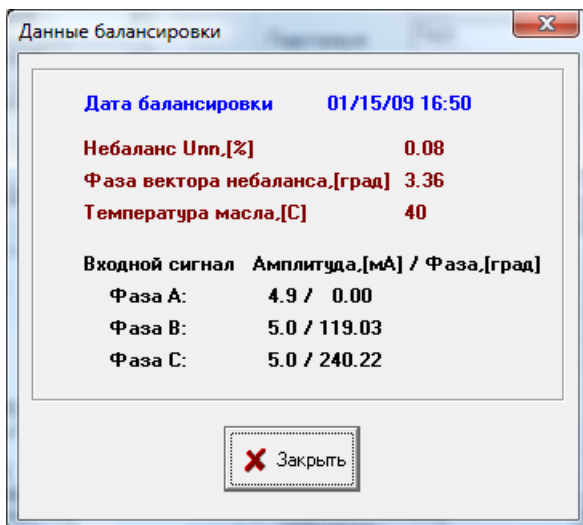 Данные балансировки
Дата балансировки 01/15/09 16:50
Небаланс Unn,[%] 0.08
Фаза вектора небаланса,[град] 3.36
Температура масла,[C] 40
Входной сигнал Амплитуда,[мА] / Фаза,[град]
Фаза A: 4.9 / 0.00
Фаза B: 5.0 / 119.03
Фаза C: 5.0 / 240.22
Закрыть